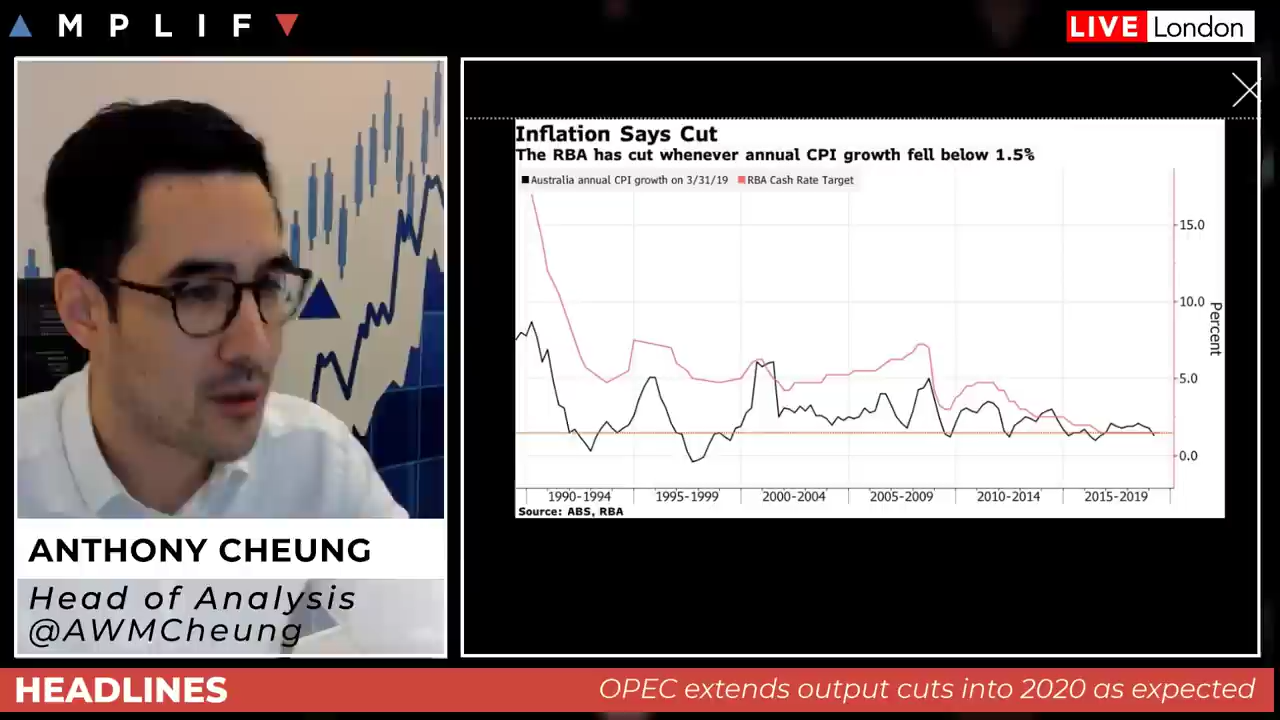 AMPLIFY
LIVE London
Inflation Says Cut
The RBA has cut whenever annual CPI growth fell below 1.5%
Australia annual CPI growth on 3/31/19 RBA Cash Rate Target
15.0
10.0
5.0
0.0
Percent
1990-1994 1995-1999 2000-2004 2005-2009 2010-2014 2015-2019
Source: ABS, RBA
ANTHONY CHEUNG
Head of Analysis
@AWMCheung
HEADLINES OPEC extends output cuts into 2020 as expected